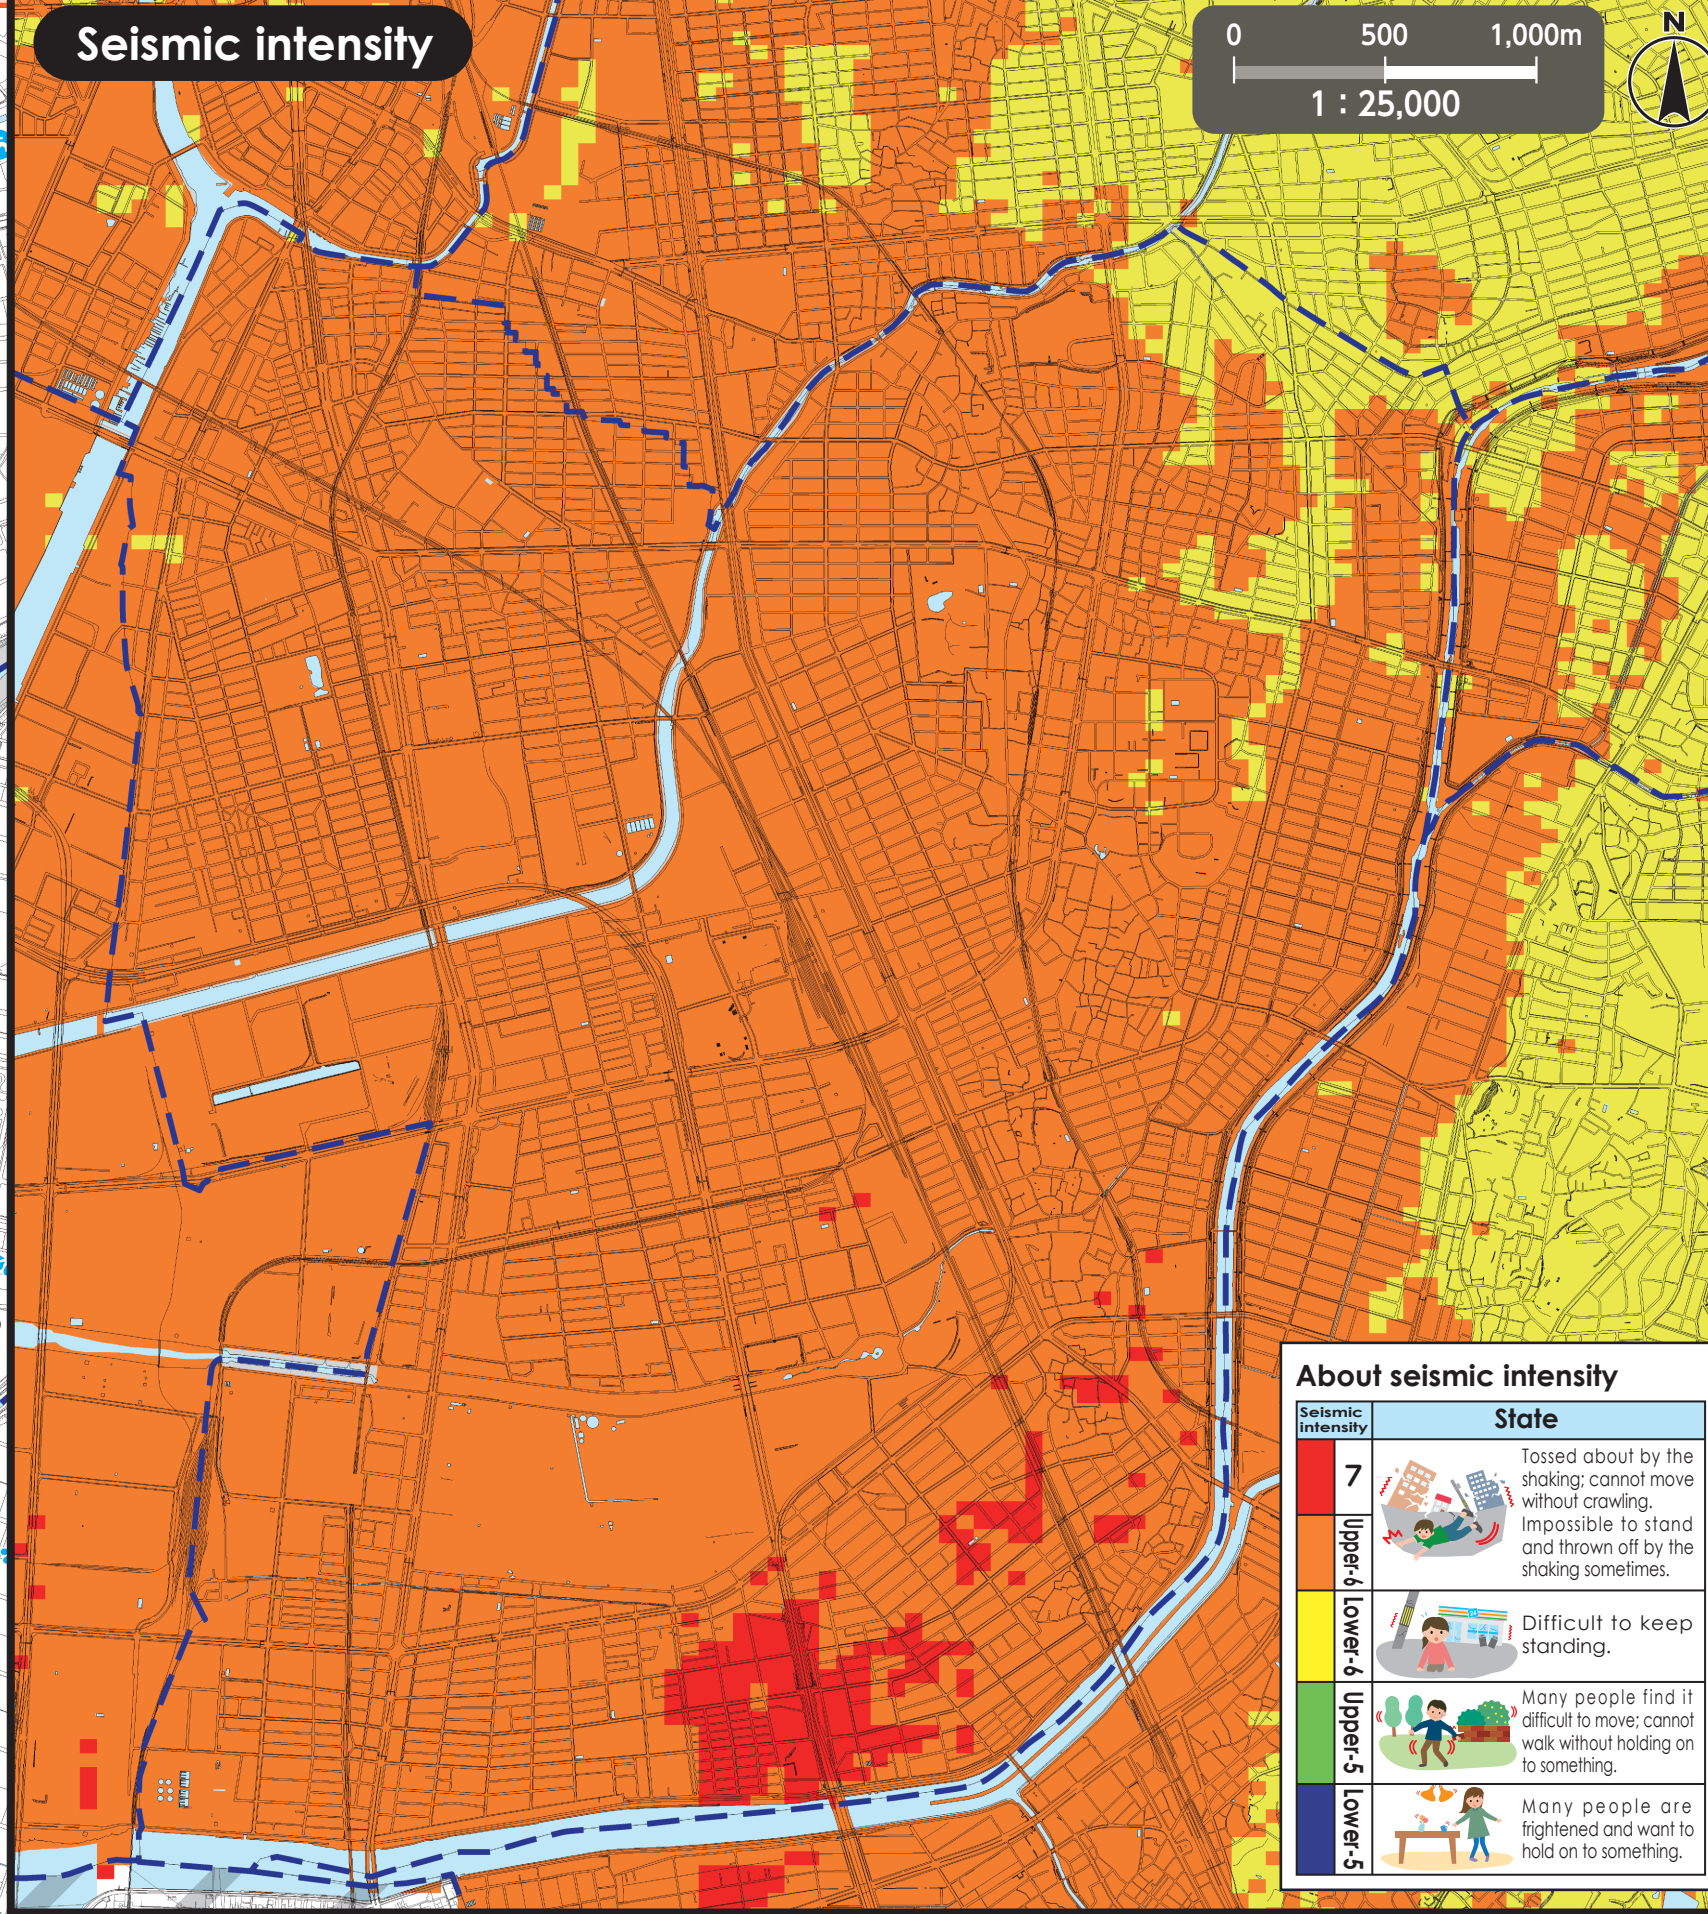 Seismic intensity
0 500 1,000m
1 : 25,000
N
About seismic intensity
Seismic intensity
State
7
Tossed about by the
shaking; cannot move
without crawling.
Impossible to stand
and thrown off by the
shaking sometimes.
Upper-6
Lower-6
Difficult to keep
standing.
Upper-5
Many people find it
difficult to move; cannot
walk without holding on
to something.
Lower-5
Many people are
frightened and want to
hold on to something.